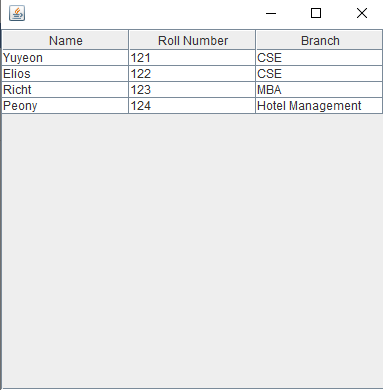 Name Roll Number Branch
Yuyeon 121 CSE
Elios 122 CSE
Richt 123 MBA
Peony 124 Hotel Management